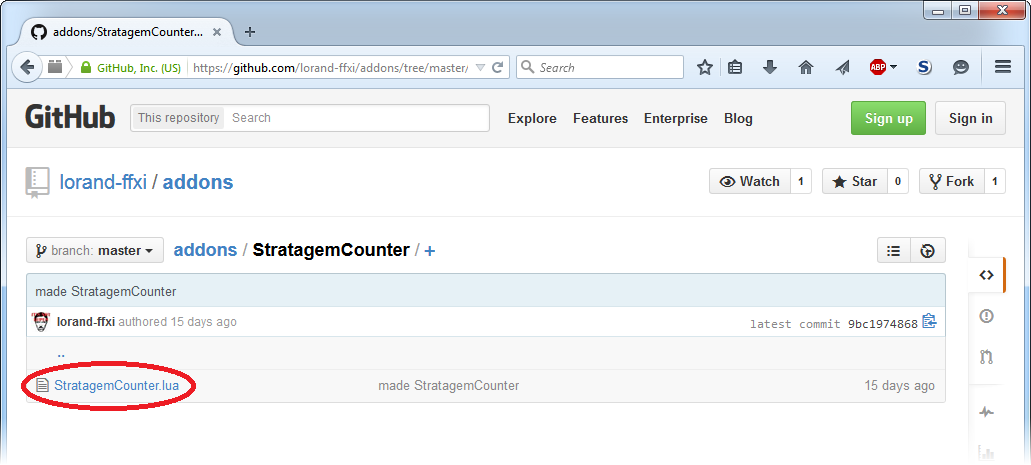 addons/StratagemCounter...
GitHub, Inc. (US) https://github.com/lorand-ffxi/addons/tree/master/ Search ABP S
GitHub This repository Search Explore Features Enterprise Blog Sign up Sign in
lorand-ffxi / addons Watch 1 Star 0 Fork 1
branch: master addons / StratagemCounter / +
made StratagemCounter
lorand-ffxi authored 15 days ago latest commit 9bc1974868
..
StratagemCounter.lua made StratagemCounter 15 days ago